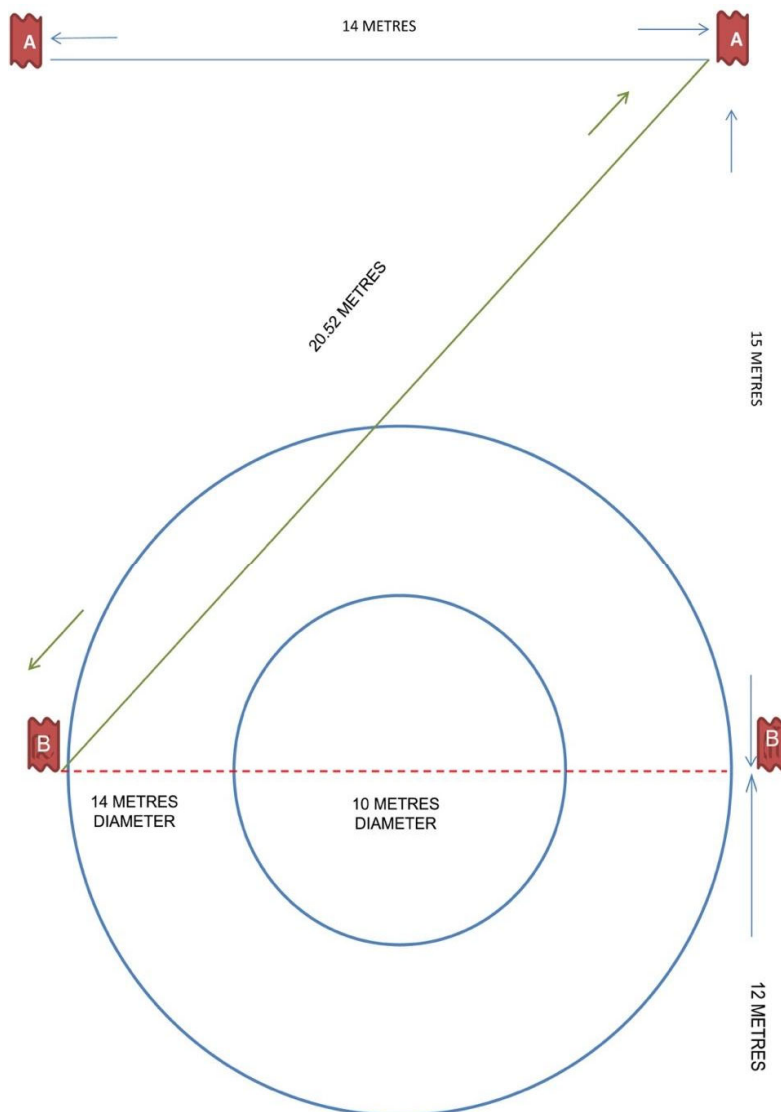 A
14 METRES
A
20.52 METRES
15 METRES
B
B
14 METRES
DIAMETER
10 METRES
DIAMETER
12 METRES